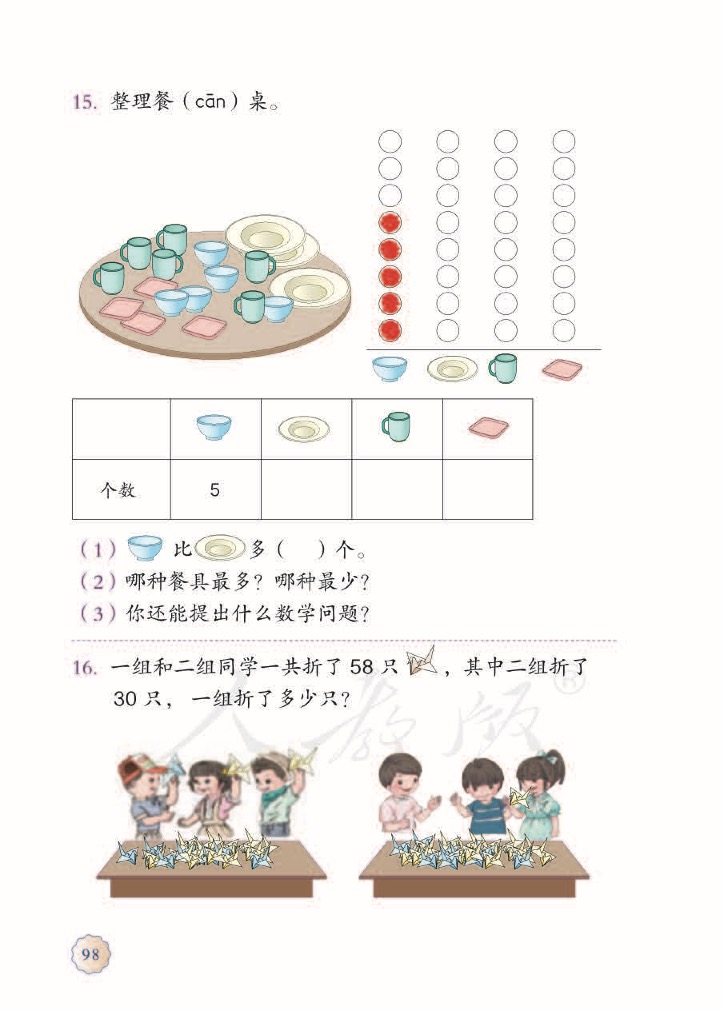 15. 整理餐（cān）桌。
个数 5
（1） 比 多（ ）个。
（2）哪种餐具最多？哪种最少？
（3）你还能提出什么数学问题？
16. 一组和二组同学一共折了 58 只 ，其中二组折了
30 只，一组折了多少只？
人教版®
98